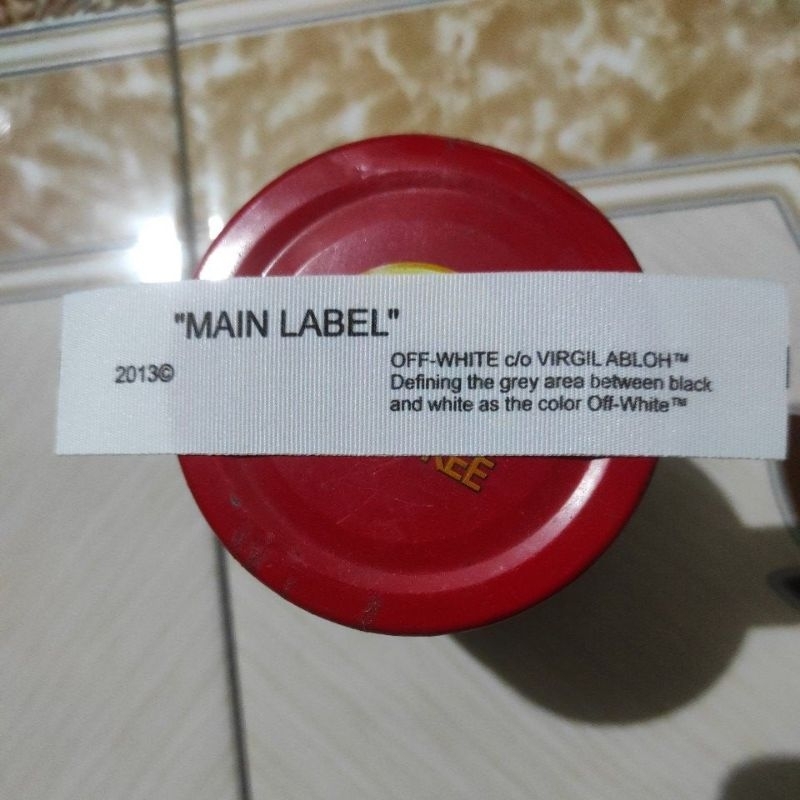 "MAIN LABEL"
2013©
OFF-WHITE c/o VIRGIL ABLOH™
Defining the grey area between black
and white as the color Off-White™